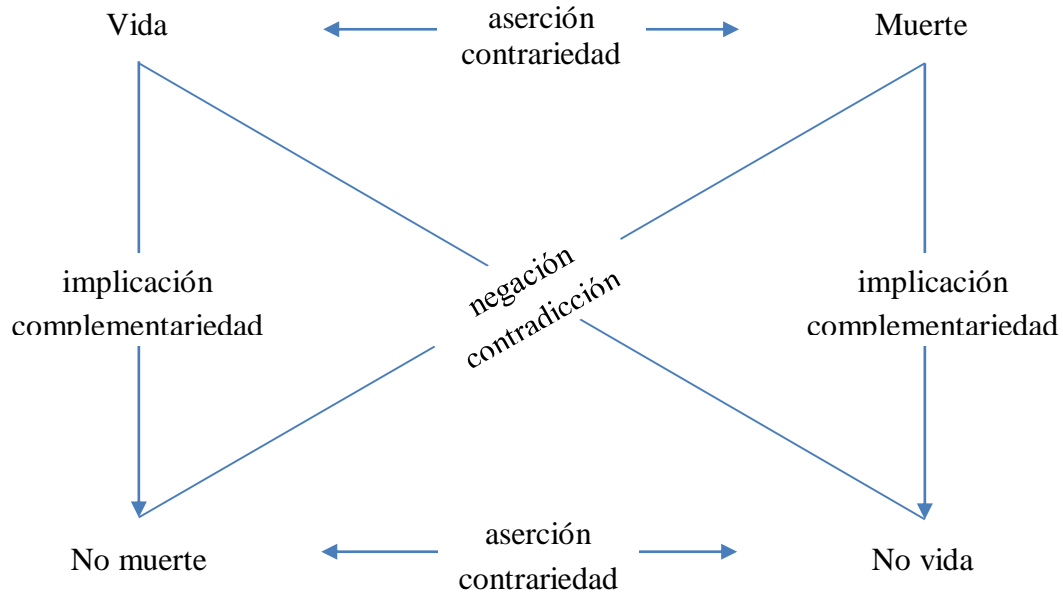 Vida
aserción
contrariedad
Muerte
negación
contradicción
implicación
complementariedad
implicación
complementariedad
No muerte
aserción
contrariedad
No vida